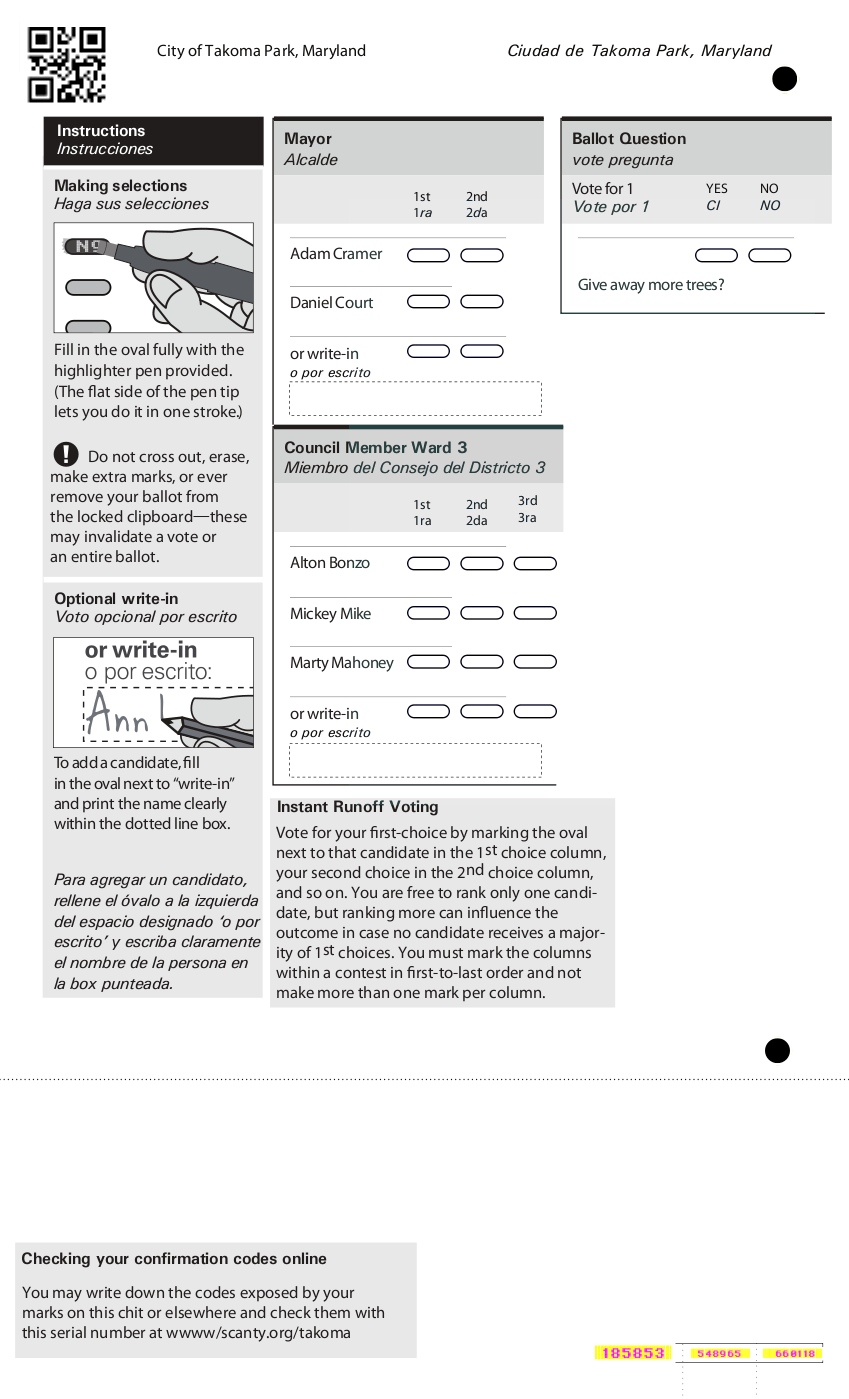 City of Takoma Park, Maryland
Ciudad de Takoma Park, Maryland
Instructions
Instrucciones
Making selections
Haga sus selecciones
Nº
Fill in the oval fully with the
highlighter pen provided.
(The flat side of the pen tip
lets you do it in one stroke.)
! Do not cross out, erase,
make extra marks, or ever
remove your ballot from
the locked clipboard—these
may invalidate a vote or
an entire ballot.
Optional write-in
Voto opcional por escrito
or write-in
o por escrito:
Ann
To add a candidate, fill
in the oval next to “write-in”
and print the name clearly
within the dotted line box.
Para agregar un candidato,
rellene el óvalo a la izquierda
del espacio designado ‘o por
escrito’ y escriba claramente
el nombre de la persona en
la box punteada.
Mayor
Alcalde
1st 2nd
1ra 2da
Adam Cramer
Daniel Court
or write-in
o por escrito
Council Member Ward 3
Miembro del Consejo del Districto 3
1st 2nd 3rd
1ra 2da 3ra
Alton Bonzo
Mickey Mike
Marty Mahoney
or write-in
o por escrito
Instant Runoff Voting
Vote for your first-choice by marking the oval
next to that candidate in the 1st choice column,
your second choice in the 2nd choice column,
and so on. You are free to rank only one candi-
date, but ranking more can influence the
outcome in case no candidate receives a major-
ity of 1st choices. You must mark the columns
within a contest in first-to-last order and not
make more than one mark per column.
Ballot Question
vote pregunta
Vote for 1 YES NO
Vote por 1 CI NO
Give away more trees?
Checking your confirmation codes online
You may write down the codes exposed by your
marks on this chit or elsewhere and check them with
this serial number at wwww/scanty.org/takoma
185853 548965 660118